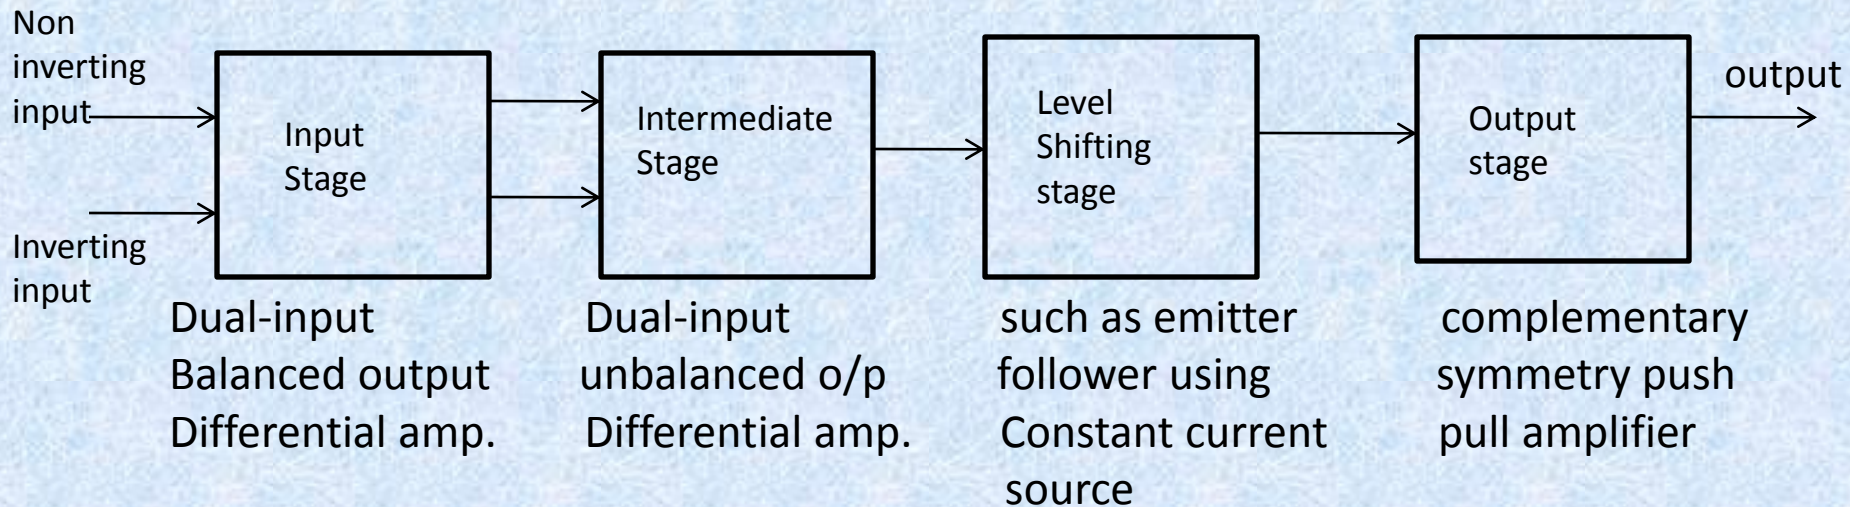 Non
inverting
input
Inverting
input
Input
Stage
Intermediate
Stage
Level
Shifting
stage
Output
stage
output
Dual-input
Balanced output
Differential amp.
Dual-input
unbalanced o/p
Differential amp.
such as emitter
follower using
Constant current
source
complementary
symmetry push
pull amplifier